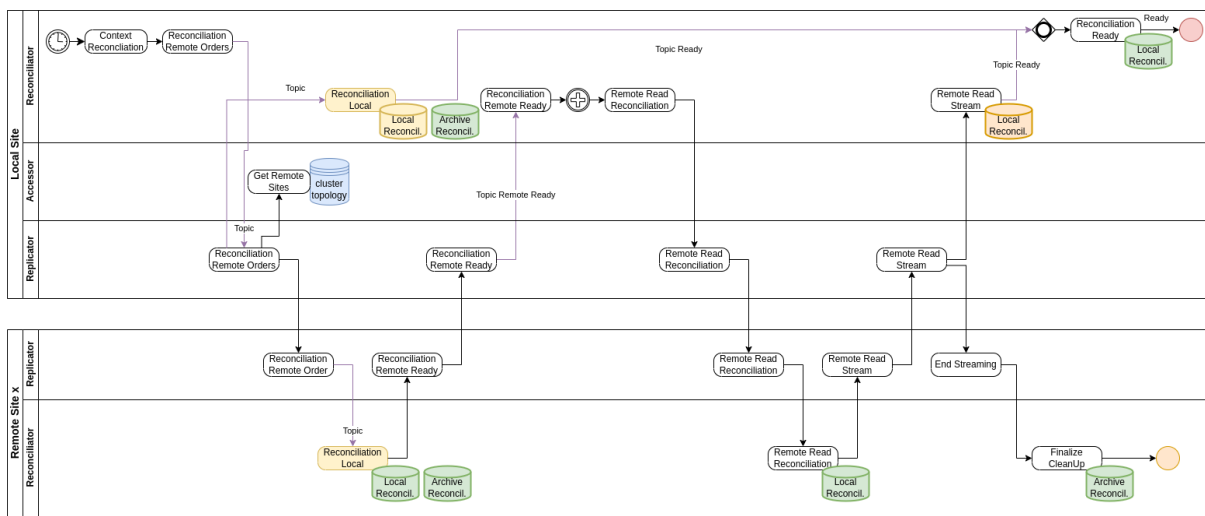 Local Site
Reconciliator
Context
Reconcilation
Reconciliation
Remote Orders
Topic
Reconciliation
Local
Local
Reconcil.
Archive
Reconcil.
Reconciliation
Remote Ready
Remote Read
Reconciliation
Topic Ready
Remote Read
Stream
Local
Reconcil.
Topic Ready
Reconciliation
Ready
Local
Reconcil.
Ready
Accessor
Get Remote
Sites
cluster
topology
Topic Remote Ready
Replicator
Topic
Reconciliation
Remote Orders
Reconciliation
Remote Ready
Remote Read
Reconciliation
Remote Read
Stream
Remote Site x
Replicator
Reconciliation
Remote Order
Reconciliation
Remote Ready
Remote Read
Reconciliation
Remote Read
Stream
End Streaming
Reconciliator
Topic
Reconciliation
Local
Local
Reconcil.
Archive
Reconcil.
Remote Read
Reconciliation
Local
Reconcil.
Finalize
CleanUp
Archive
Reconcil.